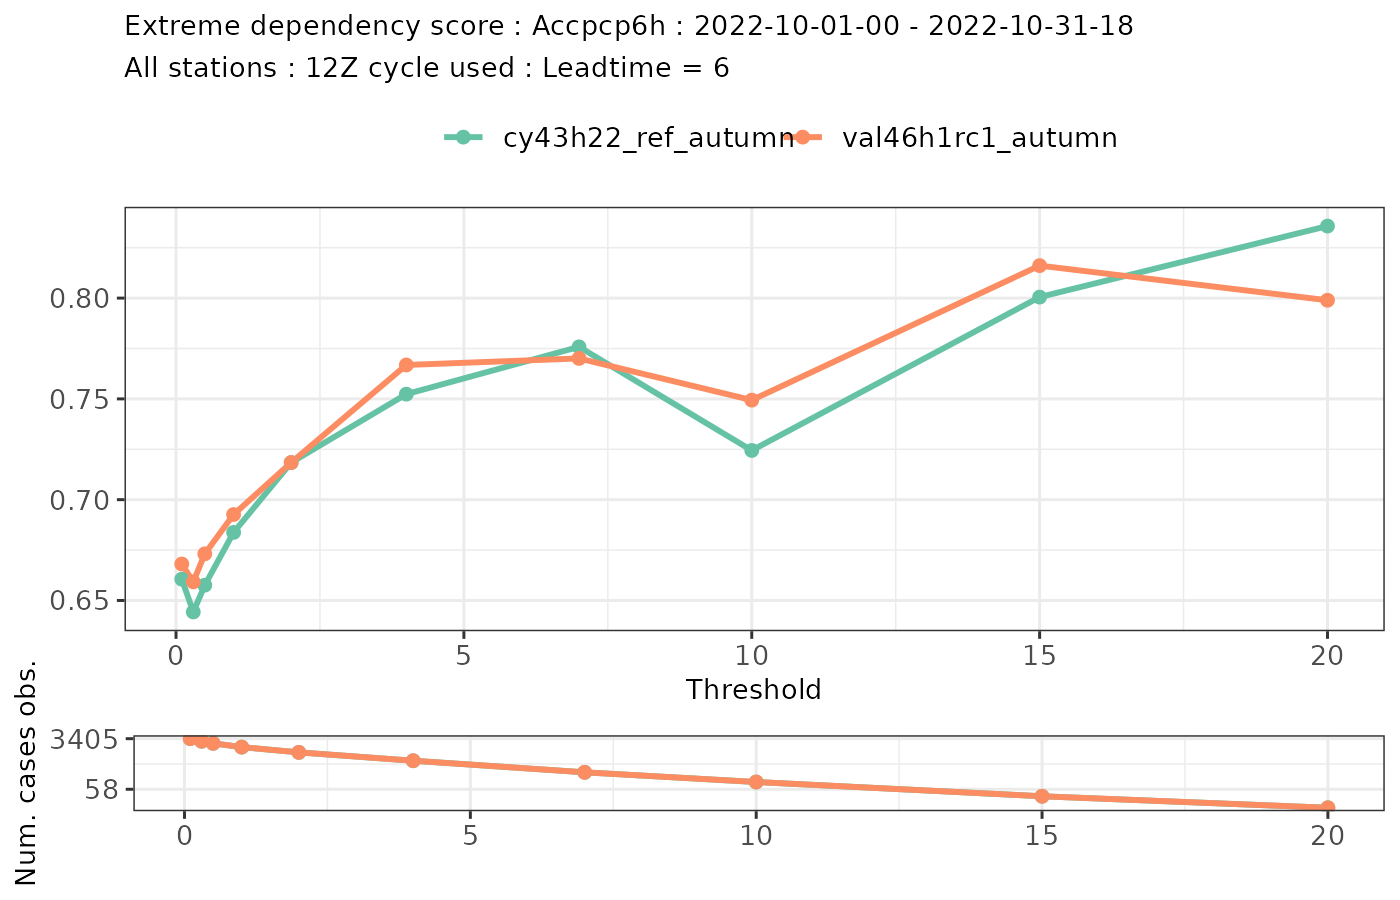 Extreme dependency score : Accpcp6h : 2022-10-01-00 - 2022-10-31-18
All stations : 12Z cycle used : Leadtime = 6
cy43h22_ref_autumn val46h1rc1_autumn
0.80
0.75
0.70
0.65
0 5 10 15 20
Threshold
Num. cases obs.
3405
58
0 5 10 15 20